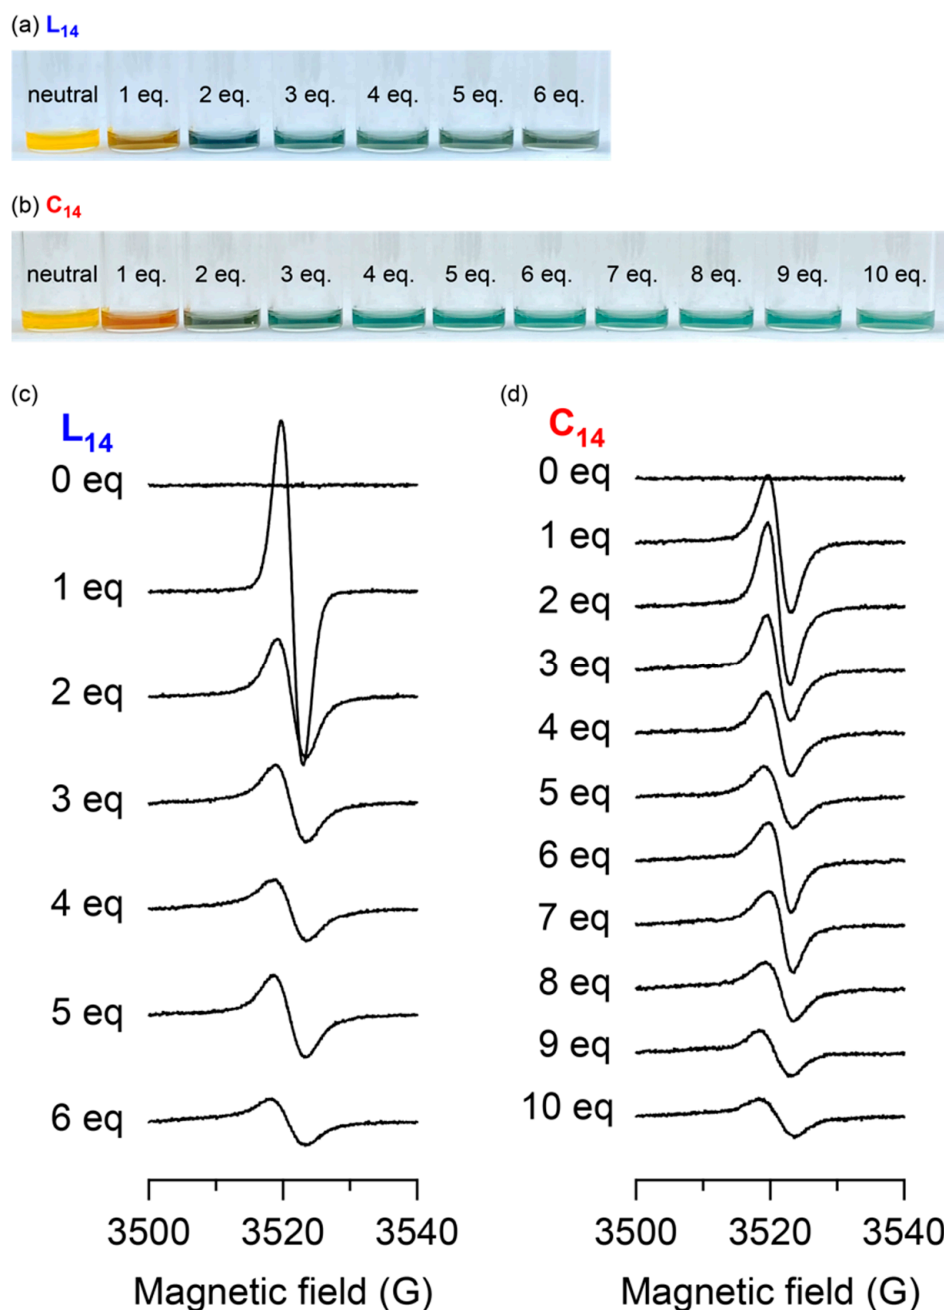 (a) L14
neutral 1 eq. 2 eq. 3 eq. 4 eq. 5 eq. 6 eq.
(b) C14
neutral 1 eq. 2 eq. 3 eq. 4 eq. 5 eq. 6 eq. 7 eq. 8 eq. 9 eq. 10 eq.
(c)
L14
0 eq
1 eq
2 eq
3 eq
4 eq
5 eq
6 eq
3500 3520 3540
Magnetic field (G)
(d)
C14
0 eq
1 eq
2 eq
3 eq
4 eq
5 eq
6 eq
7 eq
8 eq
9 eq
10 eq
3500 3520 3540
Magnetic field (G)